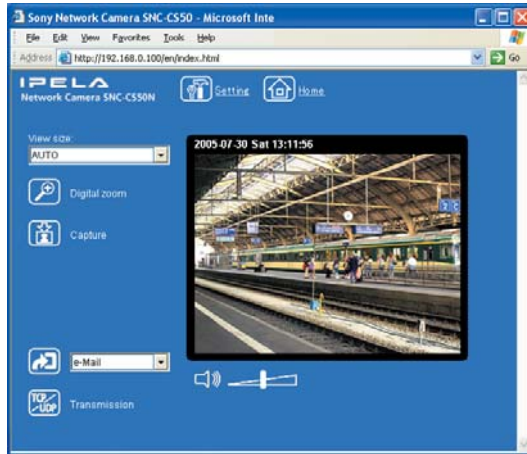 Sony Network Camera SNC-CS50 - Microsoft Inte
File Edit View Favorites Tools Help
Address http://192.168.0.100/en/index.html Go
IPELA
Network Camera SNC-CS50N
Setting Home
View size:
AUTO
2005-07-30 Sat 13:11:56
Digital zoom
Capture
2 C
e-Mail
TCP/UDP
Transmission